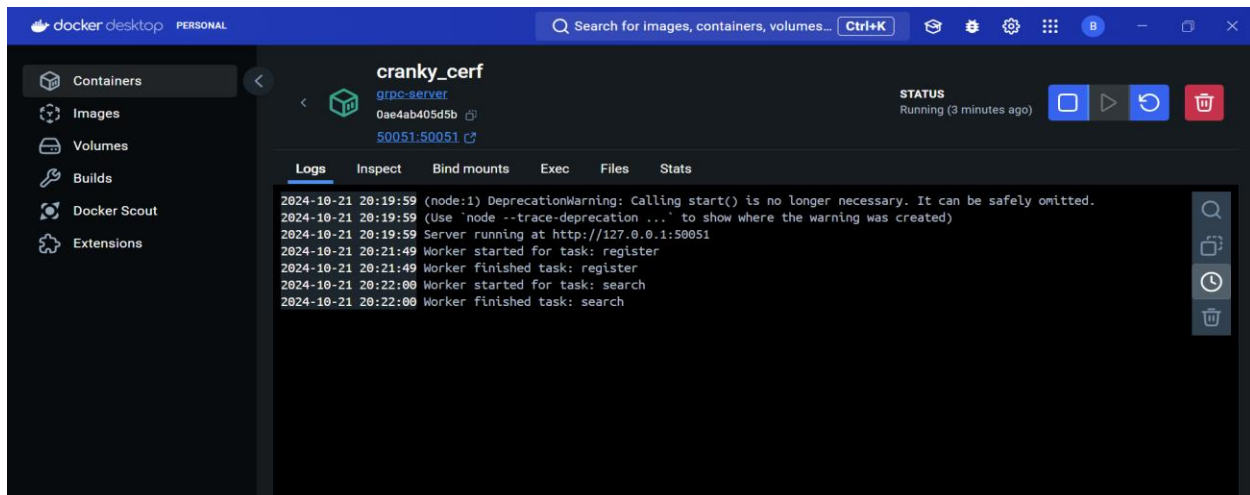 docker desktop PERSONAL
Search for images, containers, volumes... Ctrl+K
B
Containers
Images
Volumes
Builds
Docker Scout
Extensions
cranky_cerf
grpc-server
0ae4ab405d5b
50051:50051
STATUS
Running (3 minutes ago)
Logs Inspect Bind mounts Exec Files Stats
2024-10-21 20:19:59 (node:1) DeprecationWarning: Calling start() is no longer necessary. It can be safely omitted.
2024-10-21 20:19:59 (Use `node --trace-deprecation ...` to show where the warning was created)
2024-10-21 20:19:59 Server running at http://127.0.0.1:50051
2024-10-21 20:21:49 Worker started for task: register
2024-10-21 20:21:49 Worker finished task: register
2024-10-21 20:22:00 Worker started for task: search
2024-10-21 20:22:00 Worker finished task: search